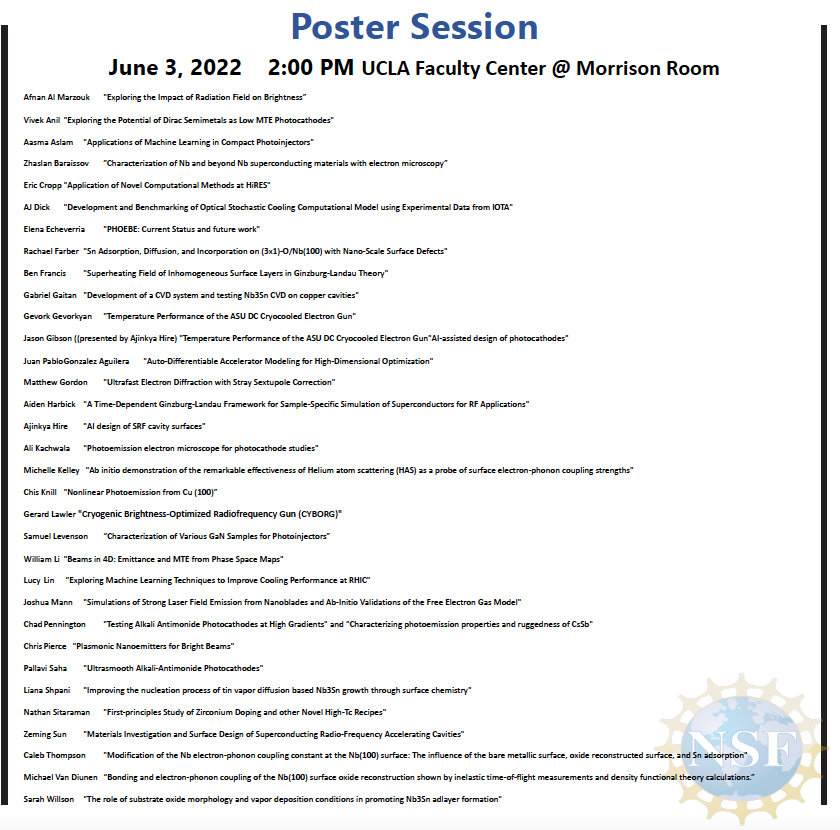 Poster Session
June 3, 2022 2:00 PM UCLA Faculty Center @ Morrison Room
Afnan Al Marzouk "Exploring the Impact of Radiation Field on Brightness"
Vivek Anil "Exploring the Potential of Dirac Semimetals as Low MTE Photocathodes"
Aasma Aslam "Applications of Machine Learning in Compact Photoinjectors"
Zhaslan Baraissov "Characterization of Nb and beyond Nb superconducting materials with electron microscopy"
Eric Cropp "Application of Novel Computational Methods at HiRES"
AJ Dick "Development and Benchmarking of Optical Stochastic Cooling Computational Model using Experimental Data from IOTA"
Elena Echeverria "PHOEBE: Current Status and future work"
Rachael Farber "Sn Adsorption, Diffusion, and Incorporation on (3x1)-O/Nb(100) with Nano-Scale Surface Defects"
Ben Francis "Superheating Field of Inhomogeneous Surface Layers in Ginzburg-Landau Theory"
Gabriel Gaitan "Development of a CVD system and testing Nb3Sn CVD on copper cavities"
Gevork Gevorkyan "Temperature Performance of the ASU DC Cryocooled Electron Gun"
Jason Gibson ((presented by Ajinkya Hire) "Temperature Performance of the ASU DC Cryocooled Electron Gun"AI-assisted design of photocathodes"
Juan PabloGonzalez Aguilera "Auto-Differentiable Accelerator Modeling for High-Dimensional Optimization"
Matthew Gordon "Ultrafast Electron Diffraction with Stray Sextupole Correction"
Aiden Harbick "A Time-Dependent Ginzburg-Landau Framework for Sample-Specific Simulation of Superconductors for RF Applications"
Ajinkya Hire "AI design of SRF cavity surfaces"
Ali Kachwala "Photoemission electron microscope for photocathode studies"
Michelle Kelley "Ab initio demonstration of the remarkable effectiveness of Helium atom scattering (HAS) as a probe of surface electron-phonon coupling strengths"
Chis Knill "Nonlinear Photoemission from Cu (100)"
Gerard Lawler "Cryogenic Brightness-Optimized Radiofrequency Gun (CYBORG)"
Samuel Levenson "Characterization of Various GaN Samples for Photoinjectors"
William Li "Beams in 4D: Emittance and MTE from Phase Space Maps"
Lucy Lin "Exploring Machine Learning Techniques to Improve Cooling Performance at RHIC"
Joshua Mann "Simulations of Strong Laser Field Emission from Nanoblades and Ab-Initio Validations of the Free Electron Gas Model"
Chad Pennington "Testing Alkali Antimonide Photocathodes at High Gradients" and "Characterizing photoemission properties and ruggedness of CsSb"
Chris Pierce "Plasmonic Nanoemitters for Bright Beams"
Pallavi Saha "Ultrasmooth Alkali-Antimonide Photocathodes"
Liana Shpani "Improving the nucleation process of tin vapor diffusion based Nb3Sn growth through surface chemistry"
Nathan Sitaraman "First-principles Study of Zirconium Doping and other Novel High-Tc Recipes"
Zeming Sun "Materials Investigation and Surface Design of Superconducting Radio-Frequency Accelerating Cavities"
Caleb Thompson "Modification of the Nb electron-phonon coupling constant at the Nb(100) surface: The influence of the bare metallic surface, oxide reconstructed surface, and Sn adsorption"
Michael Van Diunen "Bonding and electron-phonon coupling of the Nb(100) surface oxide reconstruction shown by inelastic time-of-flight measurements and density functional theory calculations."
Sarah Willson "The role of substrate oxide morphology and vapor deposition conditions in promoting Nb3Sn adlayer formation"
NSF